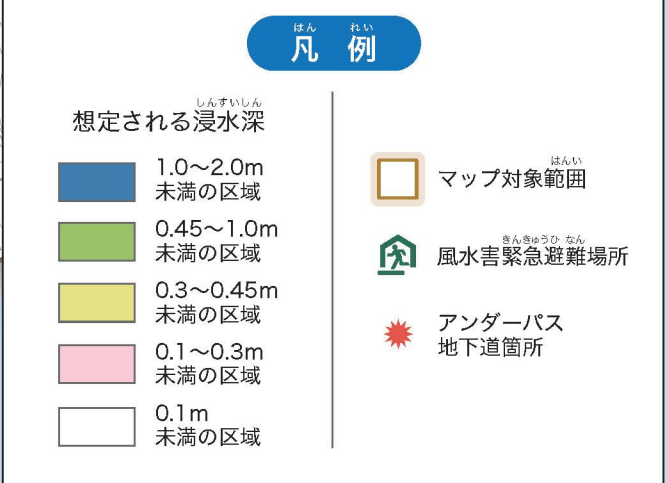 はん れい
凡 例
しんすいしん
想定される浸水深
1.0〜2.0m
未満の区域
0.45〜1.0m
未満の区域
0.3〜0.45m
未満の区域
0.1〜0.3m
未満の区域
0.1m
未満の区域
はんい
マップ対象範囲
きんきゅうひ なん
風水害緊急避難場所
アンダーパス
地下道箇所